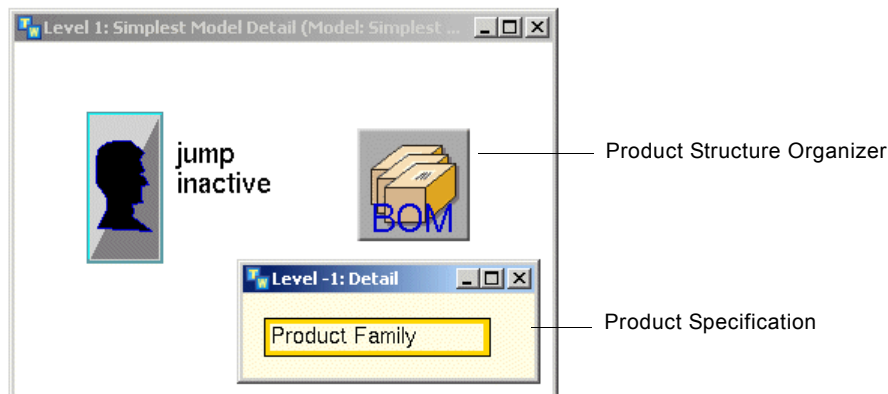 Level 1: Simplest Model Detail (Model: Simplest ...
jump
inactive
BOM
Product Structure Organizer
Level -1: Detail
Product Family
Product Specification